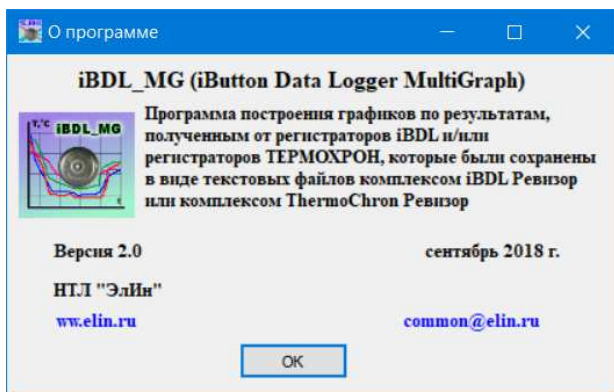 О программе
iBDL_MG (iButton Data Logger MultiGraph)
T,°C iBDL_MG
t
Программа построения графиков по результатам,
полученным от регистраторов iBDL и/или
регистраторов ТЕРМОХРОН, которые были сохранены
в виде текстовых файлов комплексом iBDL Ревизор
или комплексом ThermoChron Ревизор
Версия 2.0 сентябрь 2018 г.
НТЛ "ЭлИн"
ww.elin.ru common@elin.ru
OK